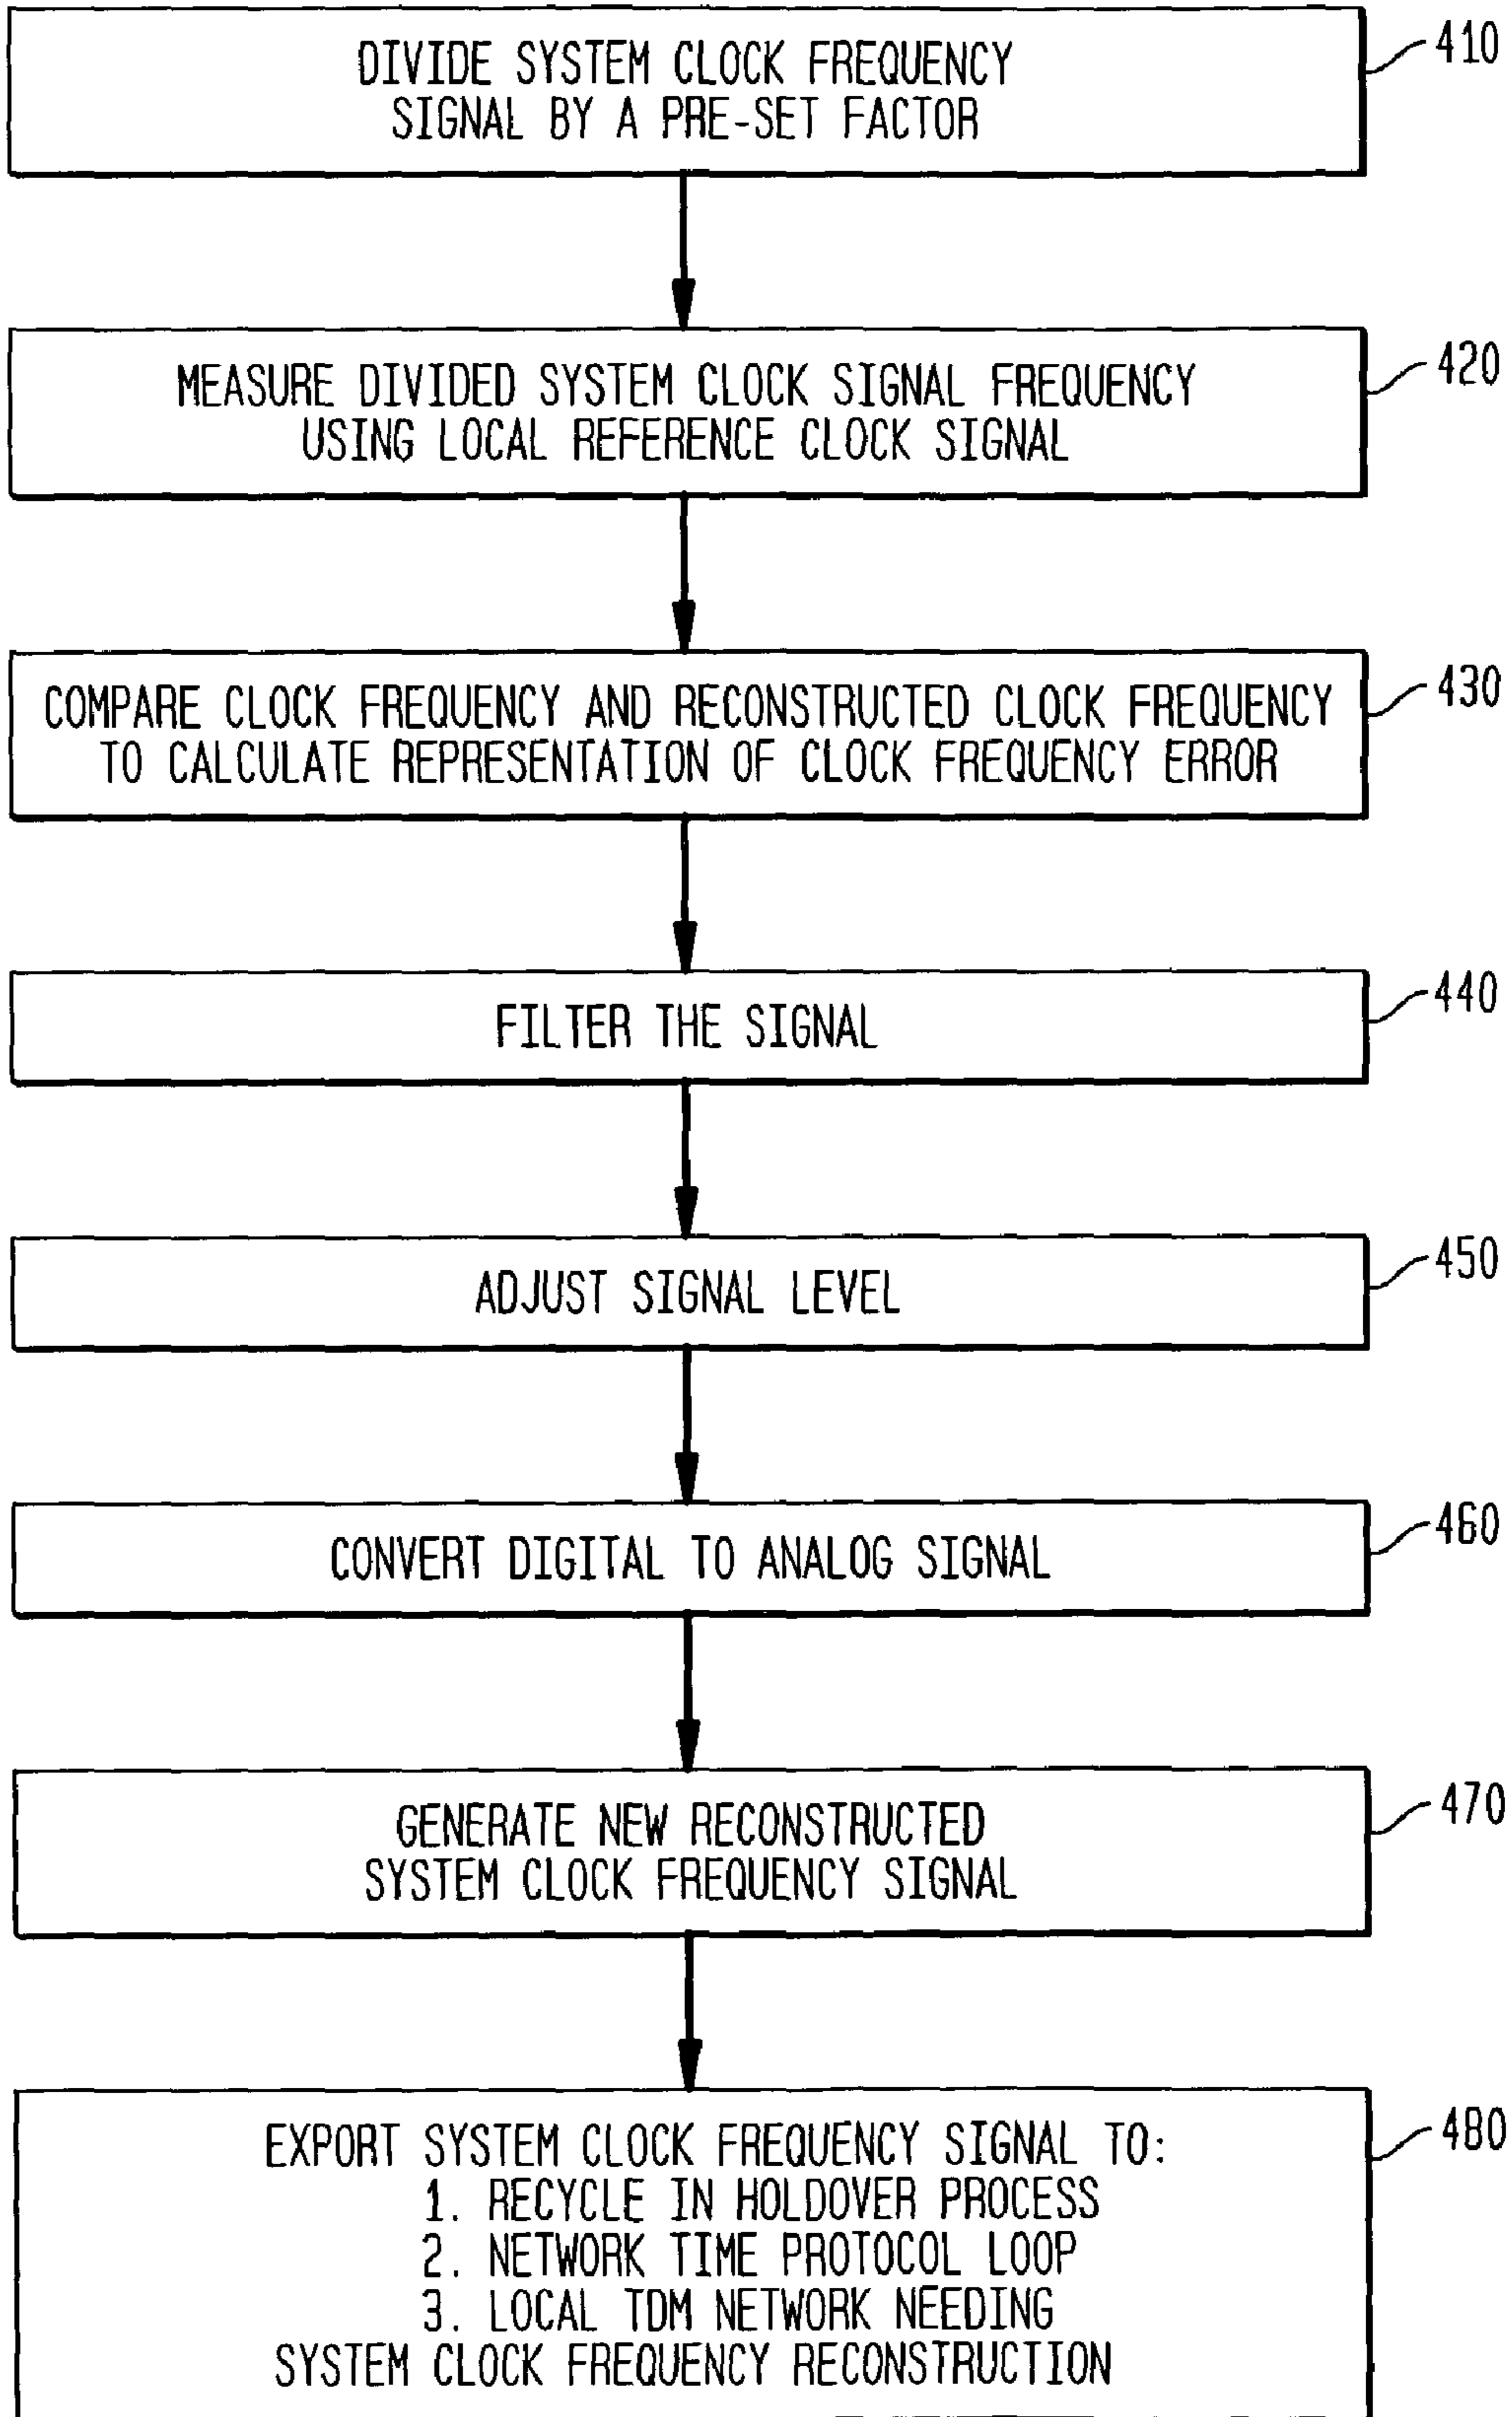 DIVIDE SYSTEM CLOCK FREQUENCY
SIGNAL BY A PRE-SET FACTOR
410
MEASURE DIVIDED SYSTEM CLOCK SIGNAL FREQUENCY
USING LOCAL REFERENCE CLOCK SIGNAL
420
COMPARE CLOCK FREQUENCY AND RECONSTRUCTED CLOCK FREQUENCY
TO CALCULATE REPRESENTATION OF CLOCK FREQUENCY ERROR
430
FILTER THE SIGNAL
440
ADJUST SIGNAL LEVEL
450
CONVERT DIGITAL TO ANALOG SIGNAL
460
GENERATE NEW RECONSTRUCTED
SYSTEM CLOCK FREQUENCY SIGNAL
470
EXPORT SYSTEM CLOCK FREQUENCY SIGNAL TO:
1. RECYCLE IN HOLDOVER PROCESS
2. NETWORK TIME PROTOCOL LOOP
3. LOCAL TDM NETWORK NEEDING
SYSTEM CLOCK FREQUENCY RECONSTRUCTION
480